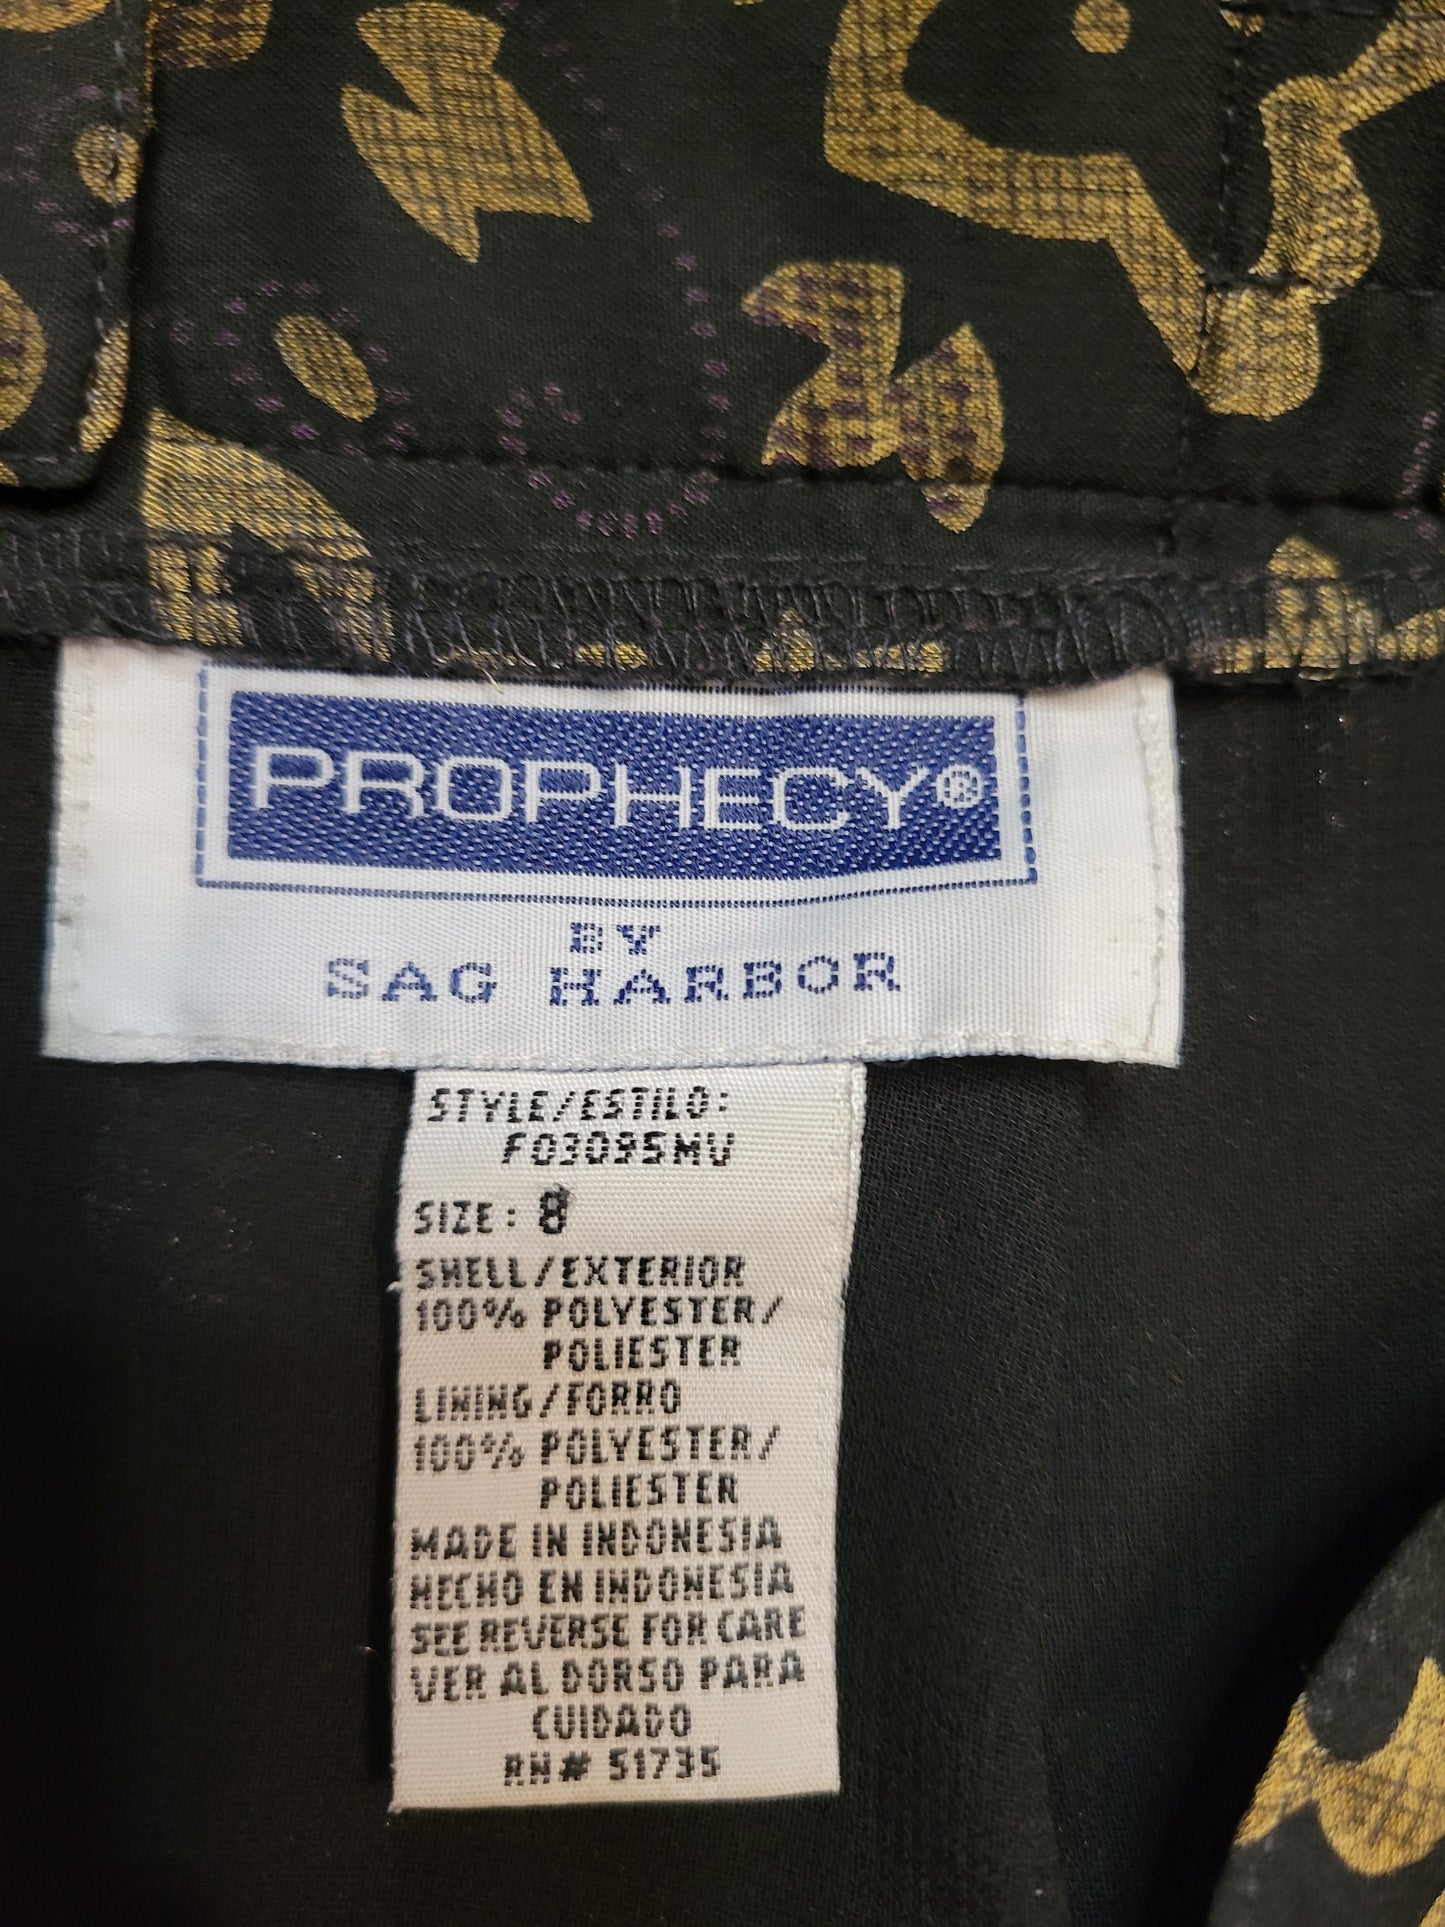 PROPHECY®
BY
SAG HARBOR
STYLE/ESTILO:
F03095MV
SIZE: 8
SHELL/EXTERIOR
100% POLYESTER/
POLIESTER
LINING/FORRO
100% POLYESTER/
POLIESTER
MADE IN INDONESIA
HECHO EN INDONESIA
SEE REVERSE FOR CARE
VER AL DORSO PARA
CUIDADO
RN# 51735